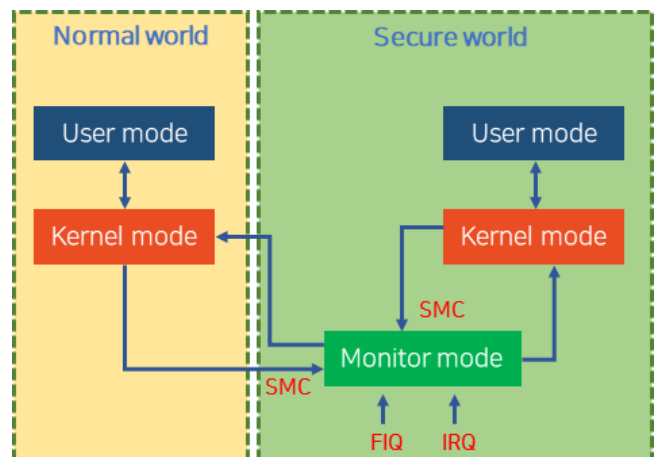 Normal world
Secure world
User mode
User mode
Kernel mode
Kernel mode
SMC
Monitor mode
SMC
FIQ
IRQ